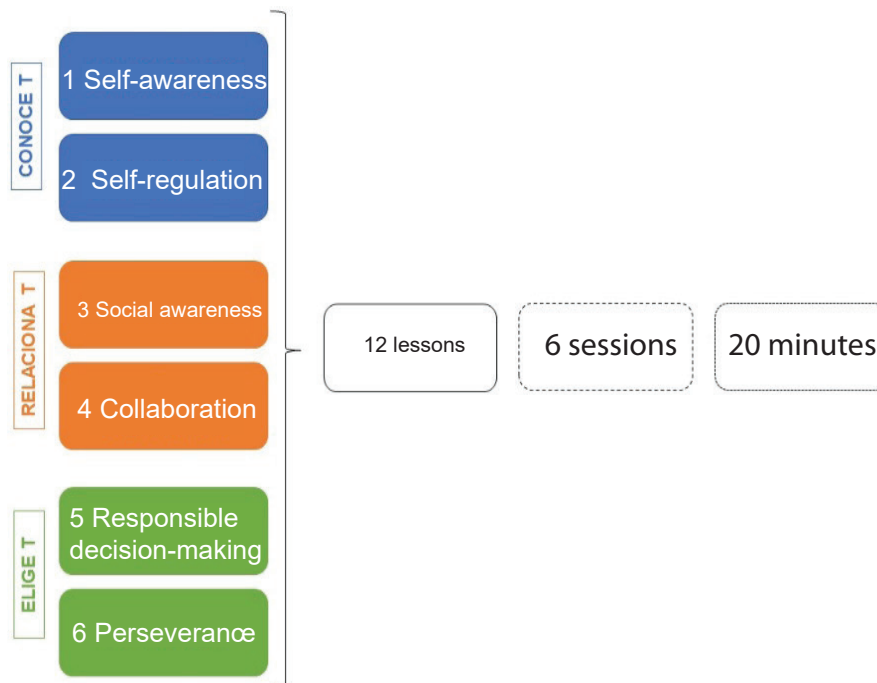 CONOCE T
1 Self-awareness
2 Self-regulation
RELACIONA T
3 Social awareness
4 Collaboration
ELIGE T
5 Responsible
decision-making
6 Perseverance
12 lessons
6 sessions
20 minutes